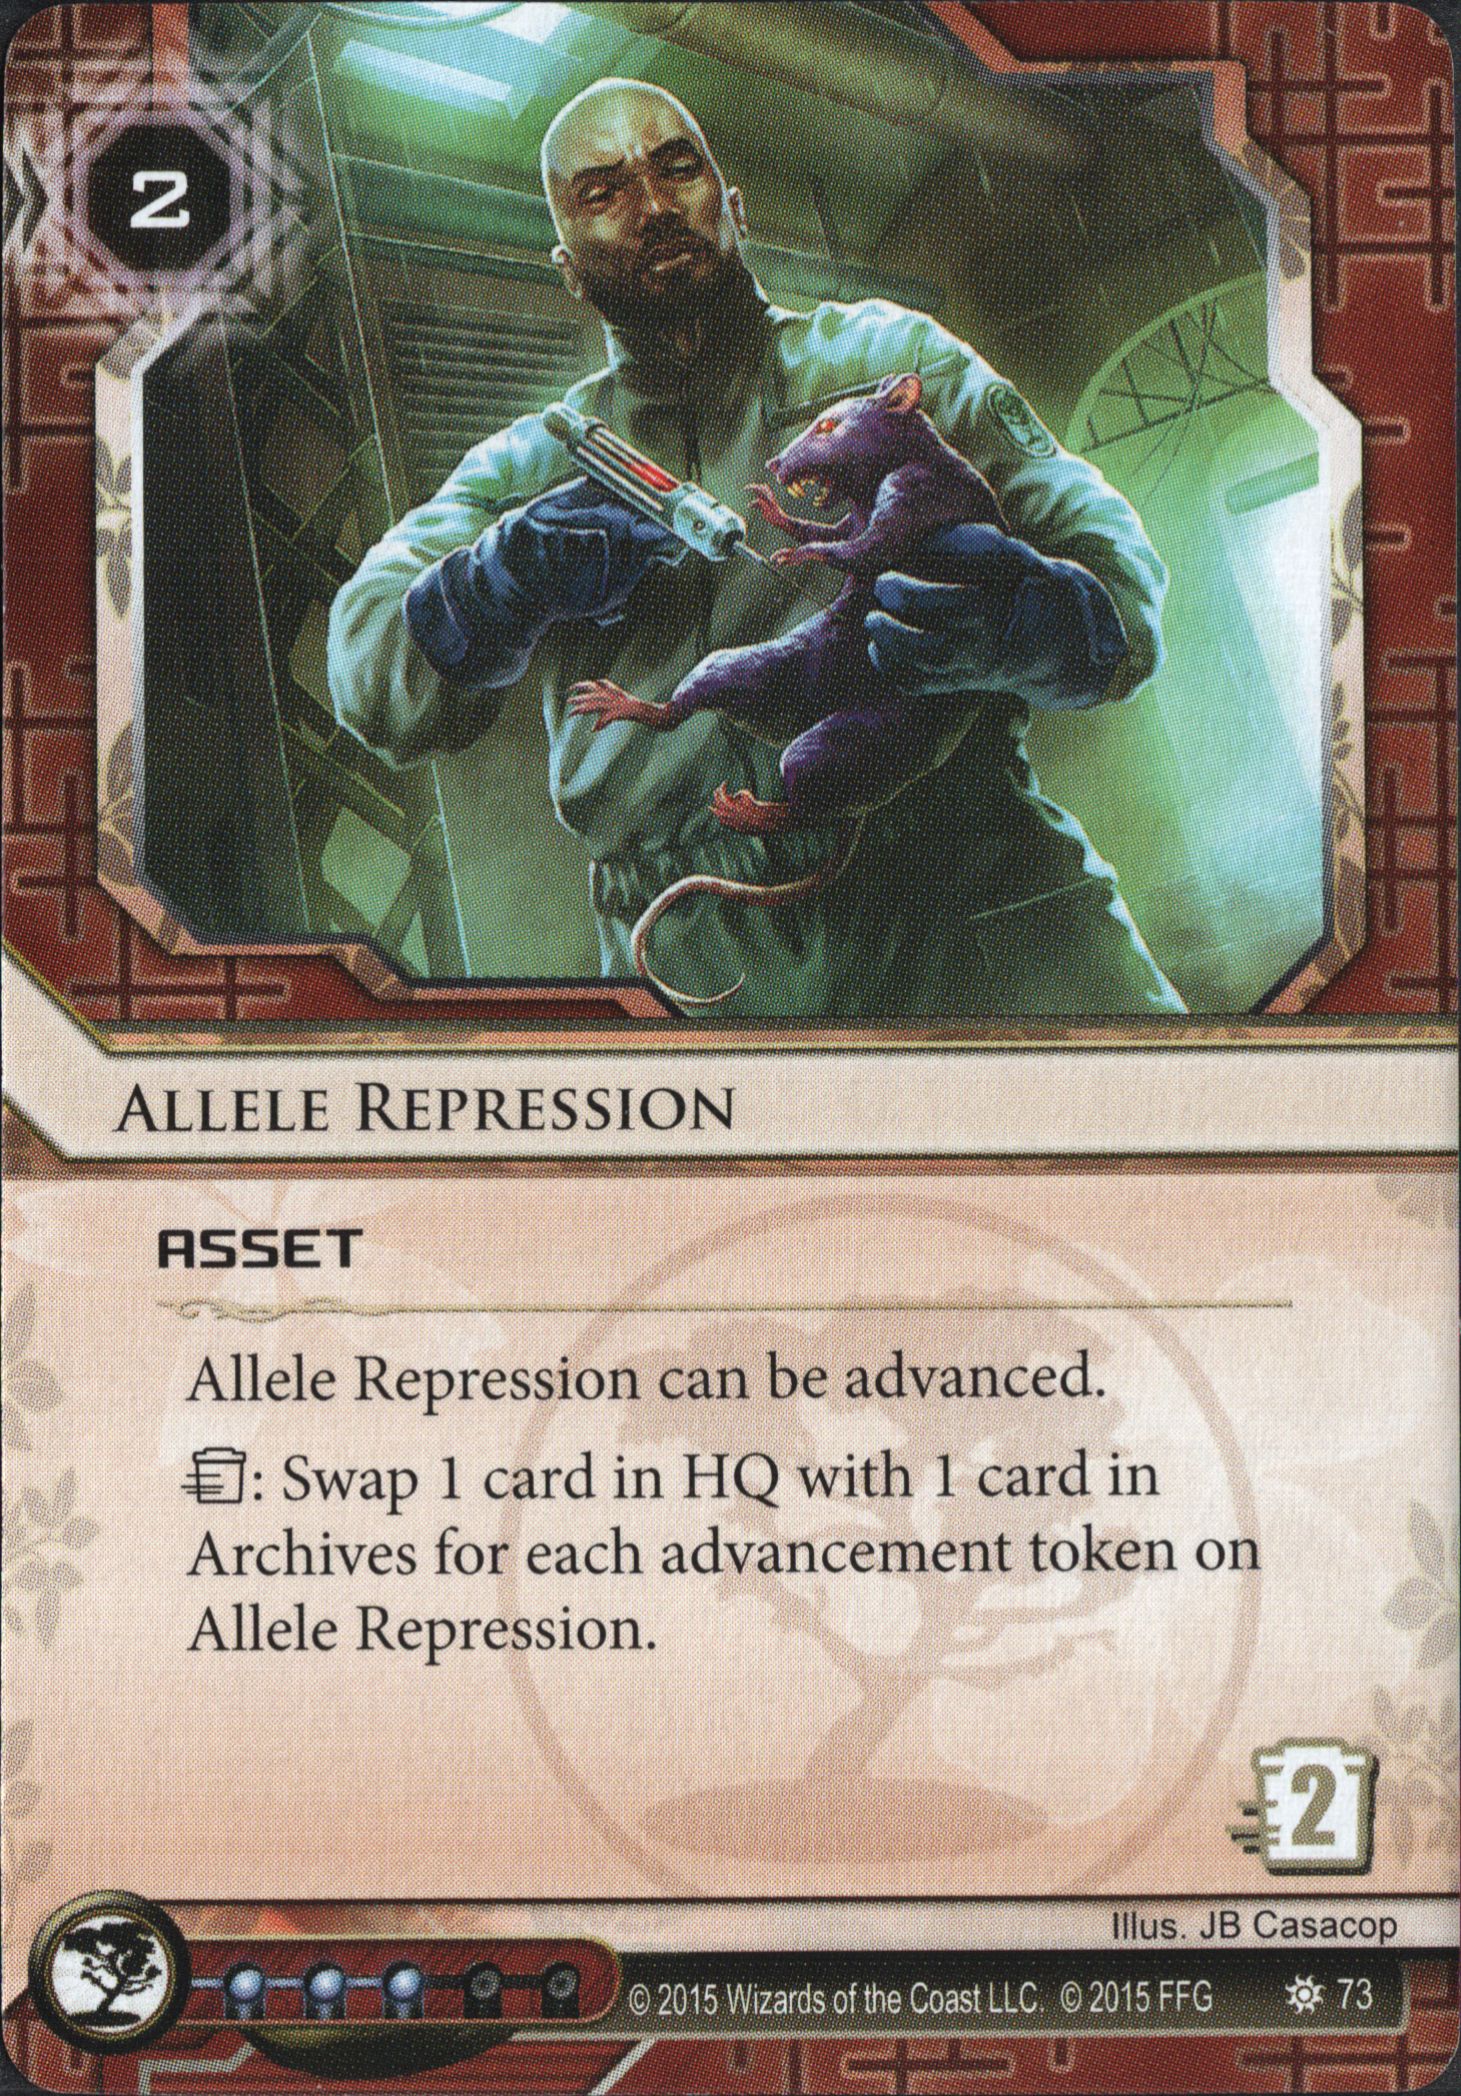 2
ALLELE REPRESSION
ASSET
Allele Repression can be advanced.
: Swap 1 card in HQ with 1 card in
Archives for each advancement token on
Allele Repression.
2
Illus. JB Casacop
© 2015 Wizards of the Coast LLC. © 2015 FFG 73